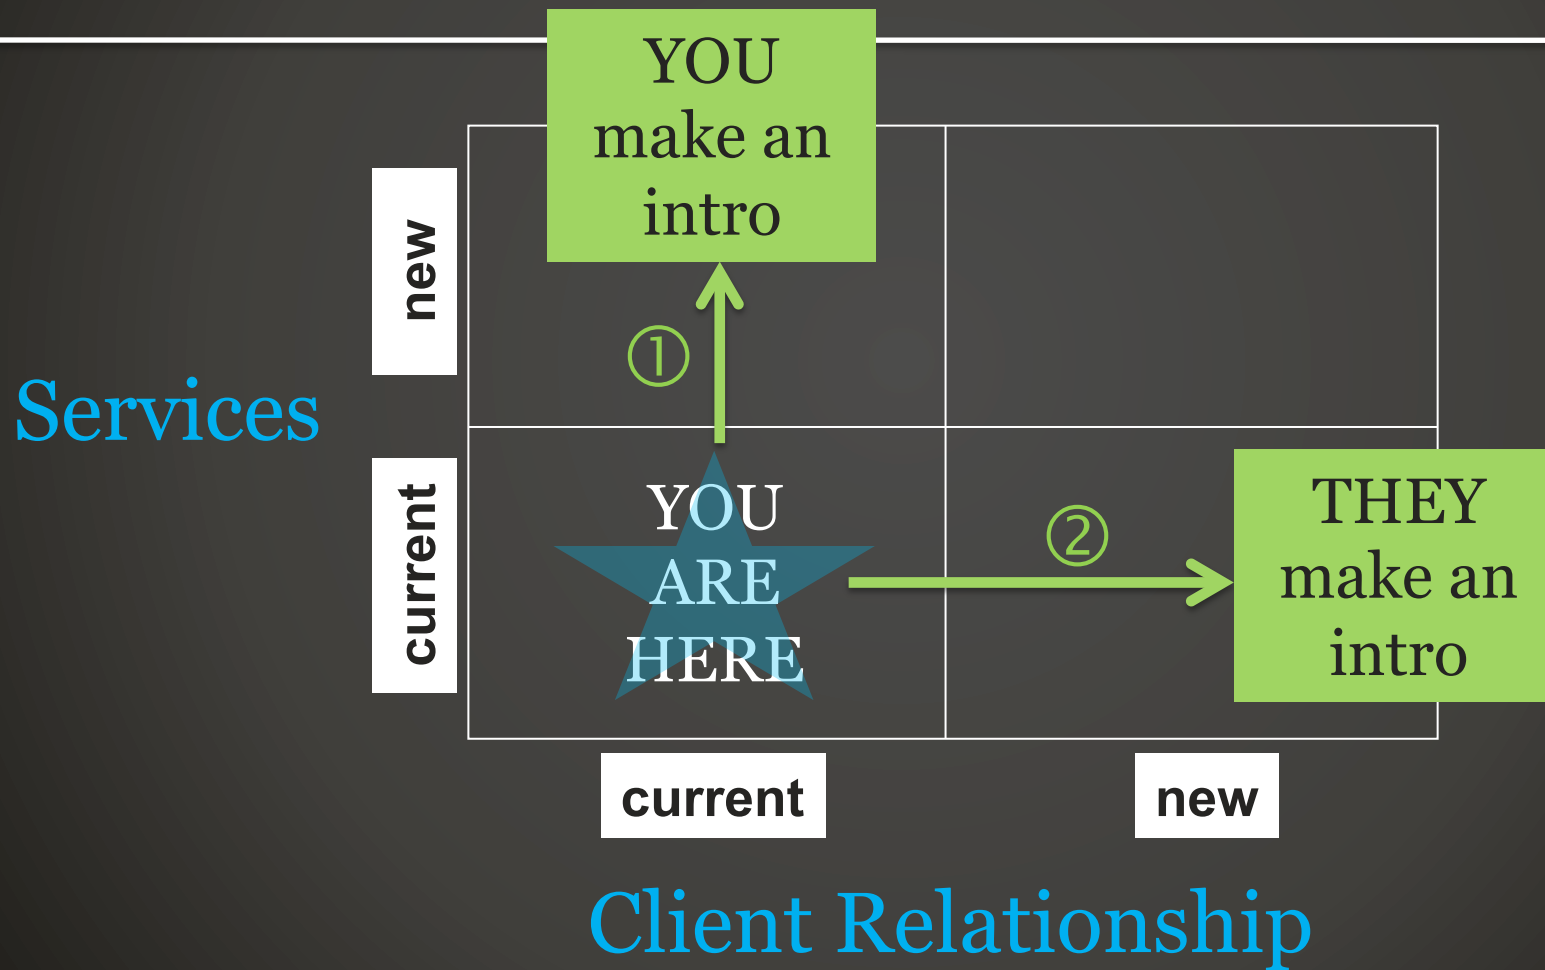 YOU
make an
intro
new
①
Services
current
YOU
ARE
HERE
②
THEY
make an
intro
current
new
Client Relationship